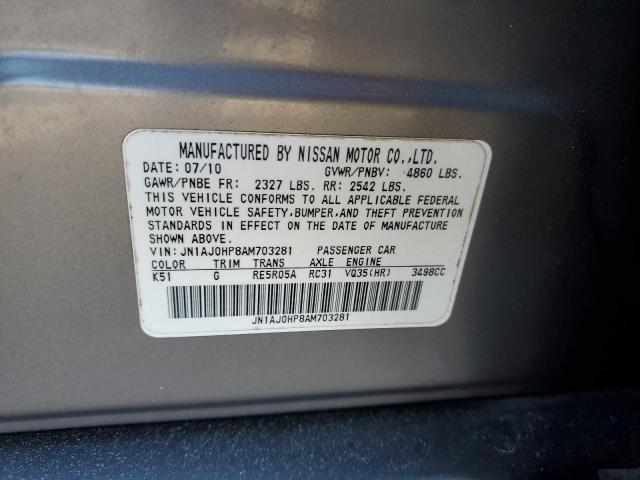 MANUFACTURED BY NISSAN MOTOR CO.,LTD.
DATE: 07/10 GVWR/PNBV: 4860 LBS.
GAWR/PNBE FR: 2327 LBS. RR: 2542 LBS.
THIS VEHICLE CONFORMS TO ALL APPLICABLE FEDERAL
MOTOR VEHICLE SAFETY,BUMPER,AND THEFT PREVENTION
STANDARDS IN EFFECT ON THE DATE OF MANUFACTURE
SHOWN ABOVE.
VIN: JN1AJ0HP8AM703281 PASSENGER CAR
COLOR TRIM TRANS AXLE ENGINE
K51 G RE5R05A RC31 VQ35(HR) 3498CC
JN1AJ0HP8AM703281